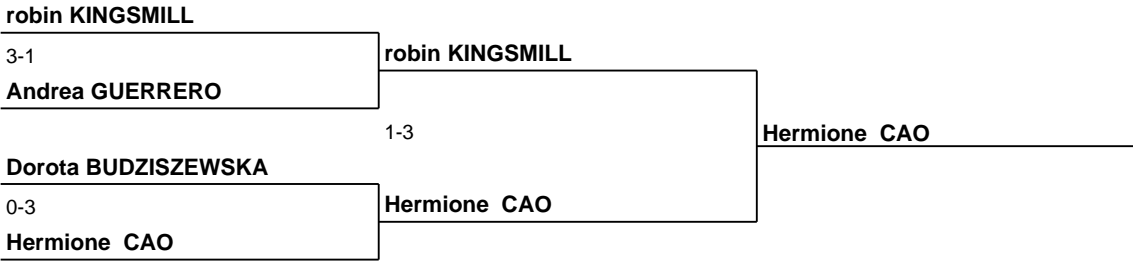 robin KINGSMILL
3-1
robin KINGSMILL
Andrea GUERRERO
1-3
Hermione  CAO
Dorota BUDZISZEWSKA
0-3
Hermione  CAO
Hermione  CAO